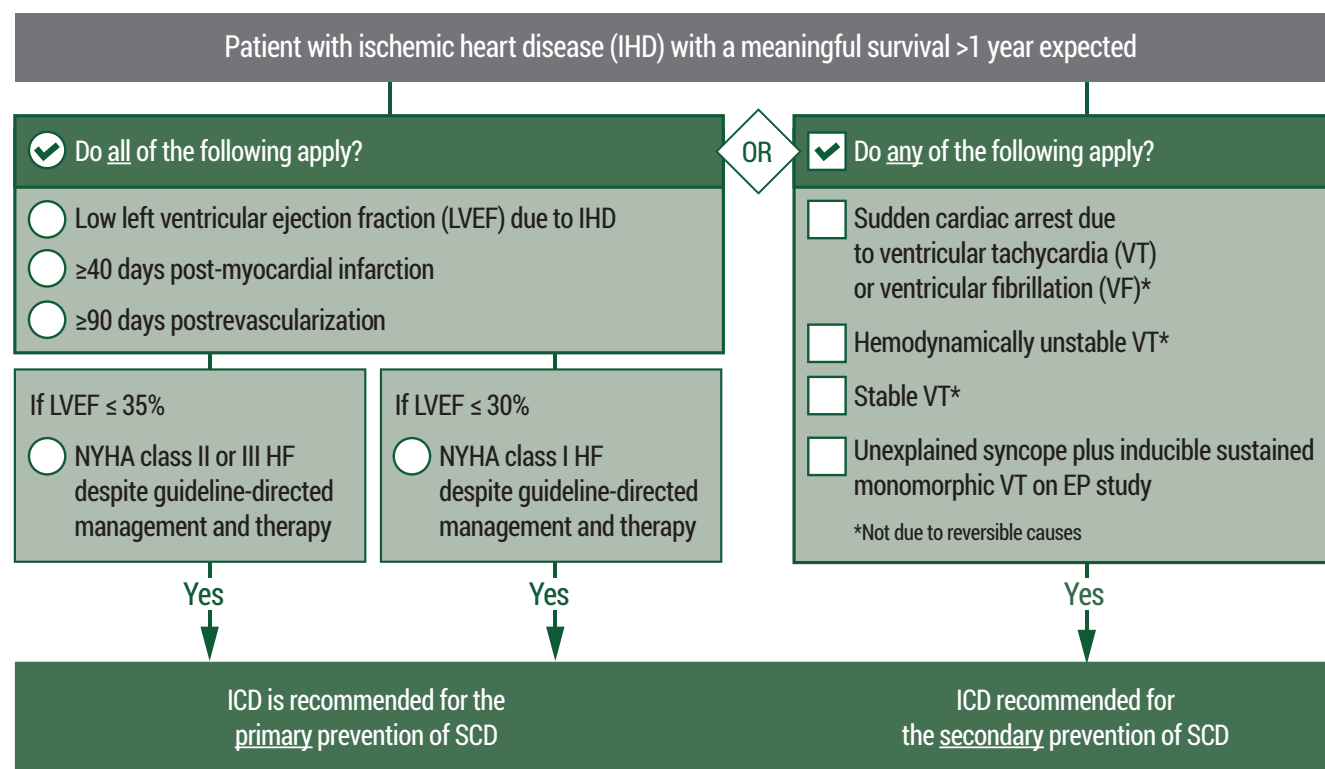 Patient with ischemic heart disease (IHD) with a meaningful survival >1 year expected
Do all of the following apply?
Low left ventricular ejection fraction (LVEF) due to IHD
≥40 days post-myocardial infarction
≥90 days postrevascularization
If LVEF ≤ 35%
NYHA class II or III HF
despite guideline-directed
management and therapy
If LVEF ≤ 30%
NYHA class I HF
despite guideline-directed
management and therapy
Yes
Yes
ICD is recommended for the
primary prevention of SCD
OR
Do any of the following apply?
Sudden cardiac arrest due
to ventricular tachycardia (VT)
or ventricular fibrillation (VF)*
Hemodynamically unstable VT*
Stable VT*
Unexplained syncope plus inducible sustained
monomorphic VT on EP study
*Not due to reversible causes
Yes
ICD recommended for
the secondary prevention of SCD